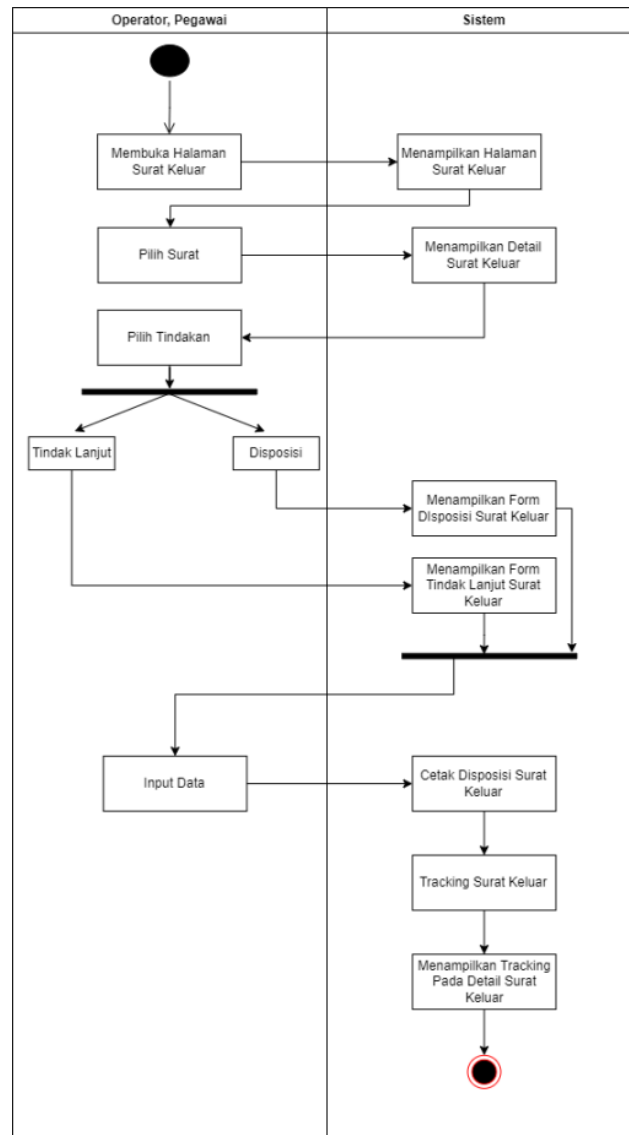 Operator, Pegawai
Sistem
Membuka Halaman
Surat Keluar
Menampilkan Halaman
Surat Keluar
Pilih Surat
Menampilkan Detail
Surat Keluar
Pilih Tindakan
Tindak Lanjut
Disposisi
Menampilkan Form
DIsposisi Surat Keluar
Menampilkan Form
Tindak Lanjut Surat
Keluar
Input Data
Cetak Disposisi Surat
Keluar
Tracking Surat Keluar
Menampilkan Tracking
Pada Detail Surat
Keluar